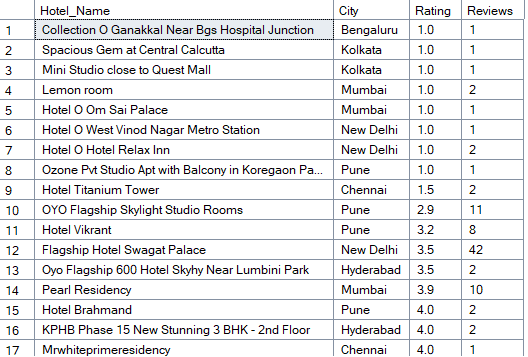 Hotel_Name City Rating Reviews
1 Collection O Ganakkal Near Bgs Hospital Junction Bengaluru 1.0 1
2 Spacious Gem at Central Calcutta Kolkata 1.0 1
3 Mini Studio close to Quest Mall Kolkata 1.0 1
4 Lemon room Mumbai 1.0 2
5 Hotel O Om Sai Palace Mumbai 1.0 1
6 Hotel O West Vinod Nagar Metro Station New Delhi 1.0 1
7 Hotel O Hotel Relax Inn New Delhi 1.0 2
8 Ozone Pvt Studio Apt with Balcony in Koregaon Pa... Pune 1.0 1
9 Hotel Titanium Tower Chennai 1.5 2
10 OYO Flagship Skylight Studio Rooms Pune 2.9 11
11 Hotel Vikrant Pune 3.2 8
12 Flagship Hotel Swagat Palace New Delhi 3.5 42
13 Oyo Flagship 600 Hotel Skyhy Near Lumbini Park Hyderabad 3.5 2
14 Pearl Residency Mumbai 3.9 10
15 Hotel Brahmand Pune 4.0 2
16 KPHB Phase 15 New Stunning 3 BHK - 2nd Floor Hyderabad 4.0 2
17 Mrwhiteprimeresidency Chennai 4.0 1